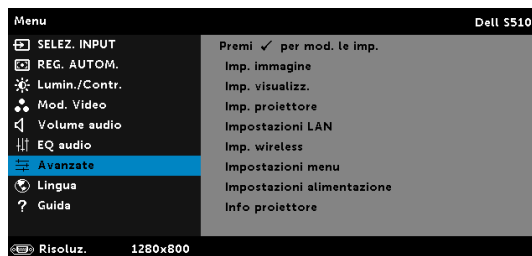 Menu Dell S510
SELEZ. INPUT
REG. AUTOM.
Lumin./Contr.
Mod. Video
Volume audio
EQ audio
Avanzate
Lingua
? Guida
Premi ✓ per mod. le imp.
Imp. immagine
Imp. visualizz.
Imp. proiettore
Impostazioni LAN
Imp. wireless
Impostazioni menu
Impostazioni alimentazione
Info proiettore
Risoluz. 1280x800